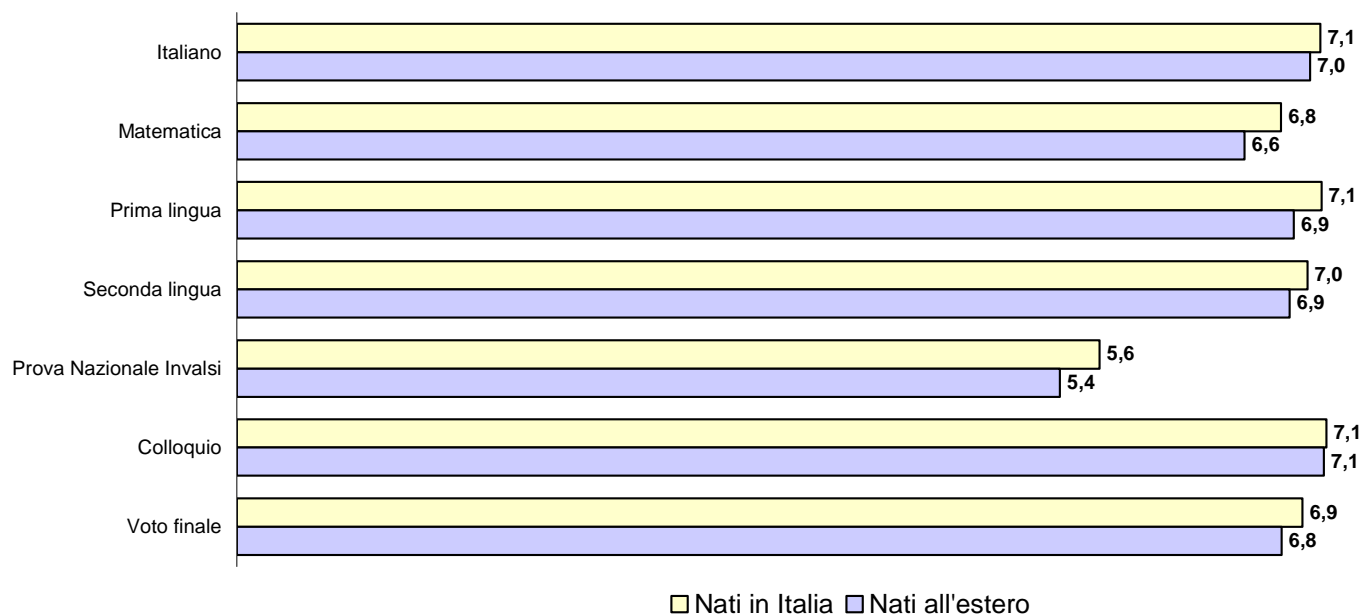 Italiano
7,1
7,0
Matematica
6,8
6,6
Prima lingua
7,1
6,9
Seconda lingua
7,0
6,9
Prova Nazionale Invalsi
5,6
5,4
Colloquio
7,1
7,1
Voto finale
6,9
6,8
Nati in Italia Nati all'estero